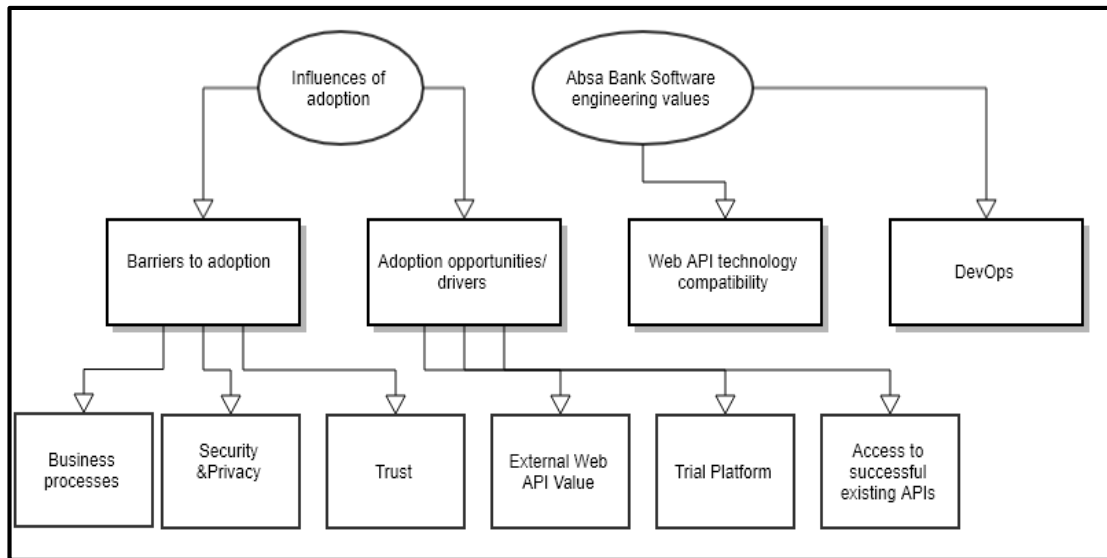 Influences of
adoption
Absa Bank Software
engineering values
Barriers to adoption
Adoption opportunities/
drivers
Web API technology
compatibility
DevOps
Business
processes
Security
&Privacy
Trust
External Web
API Value
Trial Platform
Access to
successful
existing APIs